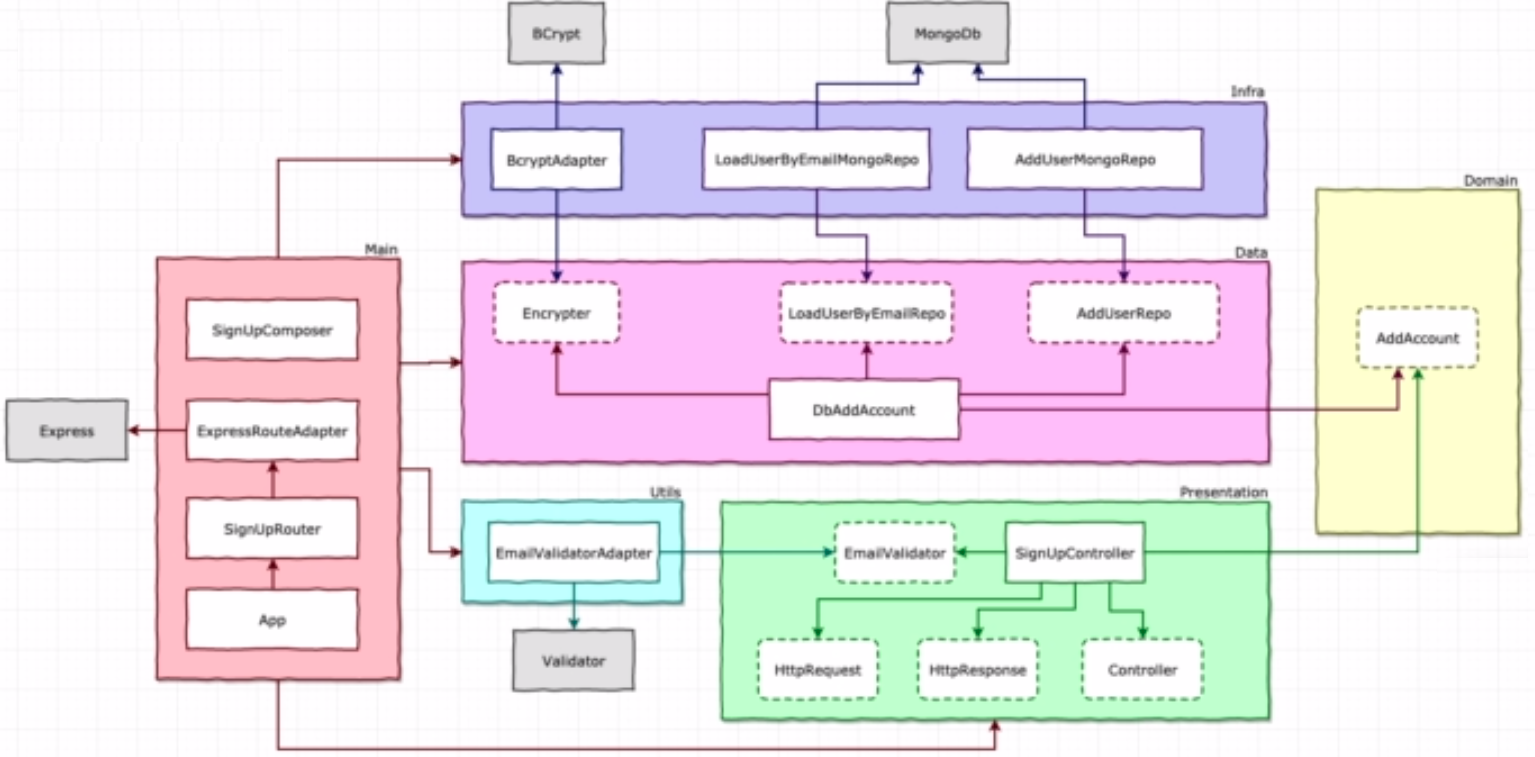 BCrypt
MongoDb
Infra
BcryptAdapter
LoadUserByEmailMongoRepo
AddUserMongoRepo
Domain
Main
Data
SignUpComposer
Encrypter
LoadUserByEmailRepo
AddUserRepo
AddAccount
DbAddAccount
Express
ExpressRouteAdapter
Utils
Presentation
SignUpRouter
EmailValidatorAdapter
EmailValidator
SignUpController
App
Validator
HttpRequest
HttpResponse
Controller